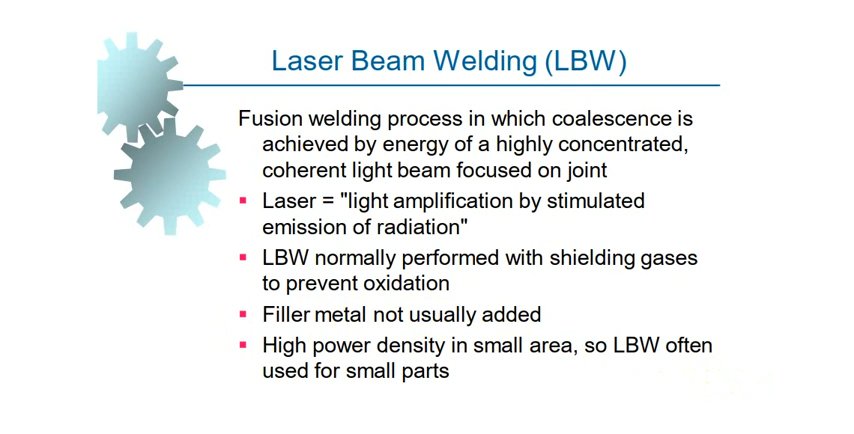 Laser Beam Welding (LBW)
Fusion welding process in which coalescence is
achieved by energy of a highly concentrated,
coherent light beam focused on joint
▪ Laser = "light amplification by stimulated
emission of radiation"
▪ LBW normally performed with shielding gases
to prevent oxidation
▪ Filler metal not usually added
▪ High power density in small area, so LBW often
used for small parts